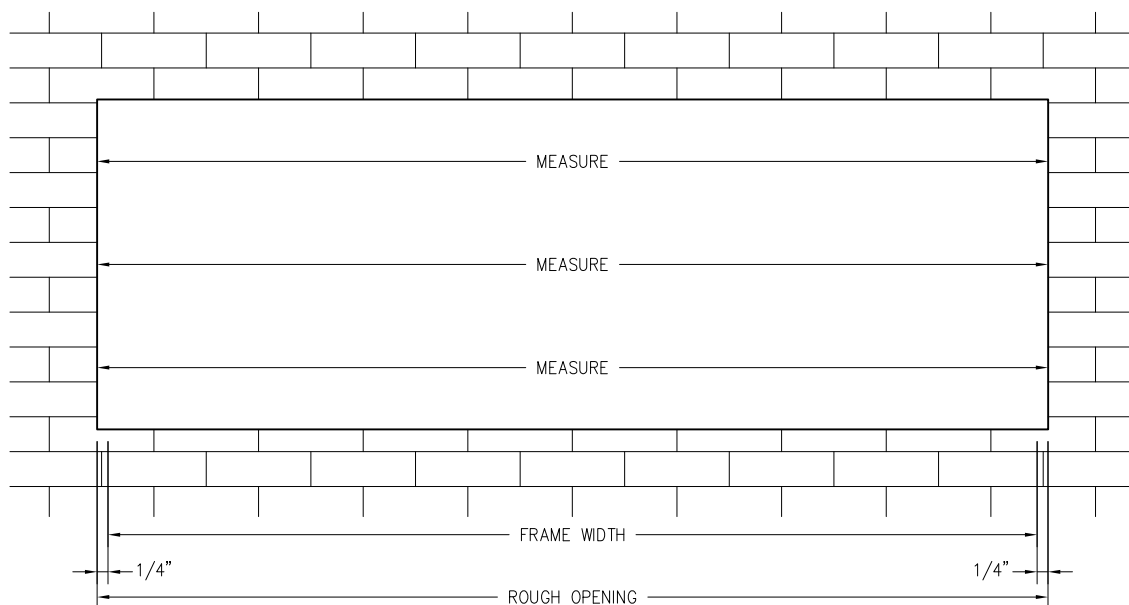 MEASURE
MEASURE
MEASURE
FRAME WIDTH
1/4" 1/4"
ROUGH OPENING